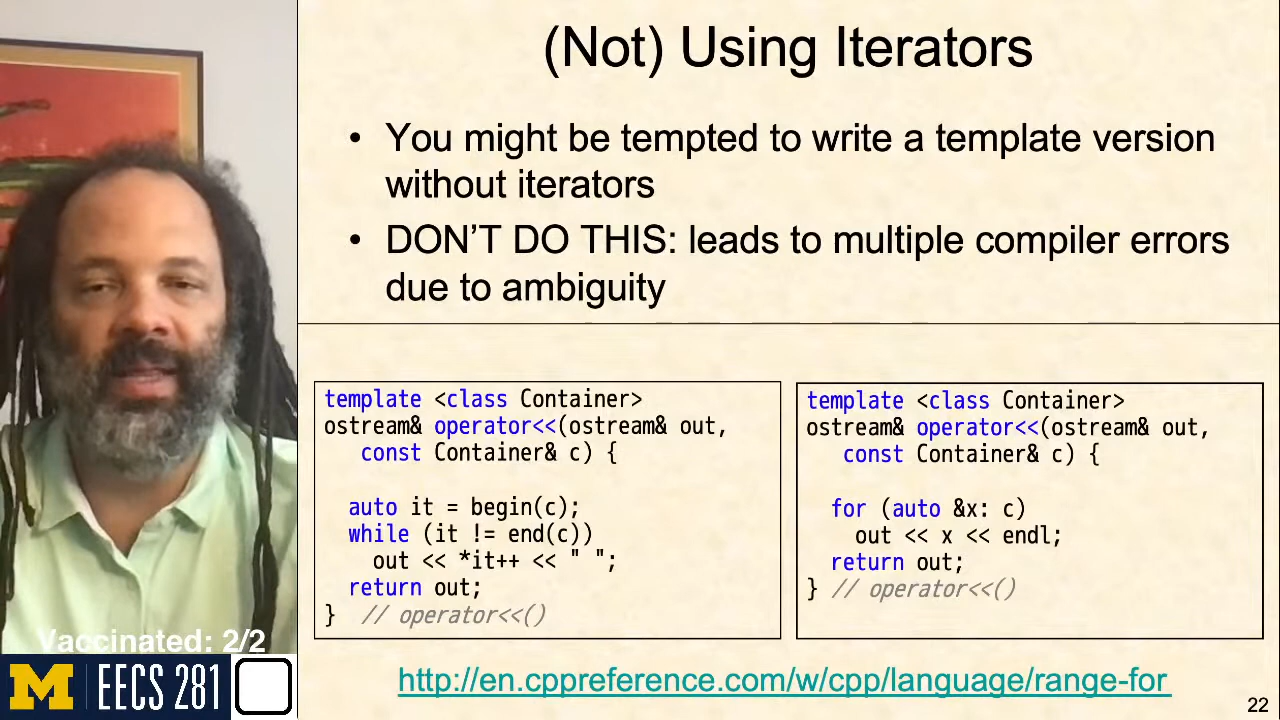 (Not) Using Iterators
• You might be tempted to write a template version
without iterators
• DON’T DO THIS: leads to multiple compiler errors
due to ambiguity
template <class Container>
ostream& operator<<(ostream& out,
const Container& c) {
auto it = begin(c);
while (it != end(c))
out << *it++ << " ";
return out;
} // operator<<()
template <class Container>
ostream& operator<<(ostream& out,
const Container& c) {
for (auto &x: c)
out << x << endl;
return out;
} // operator<<()
http://en.cppreference.com/w/cpp/language/range-for
22
Vaccinated: 2/2
M EECS 281